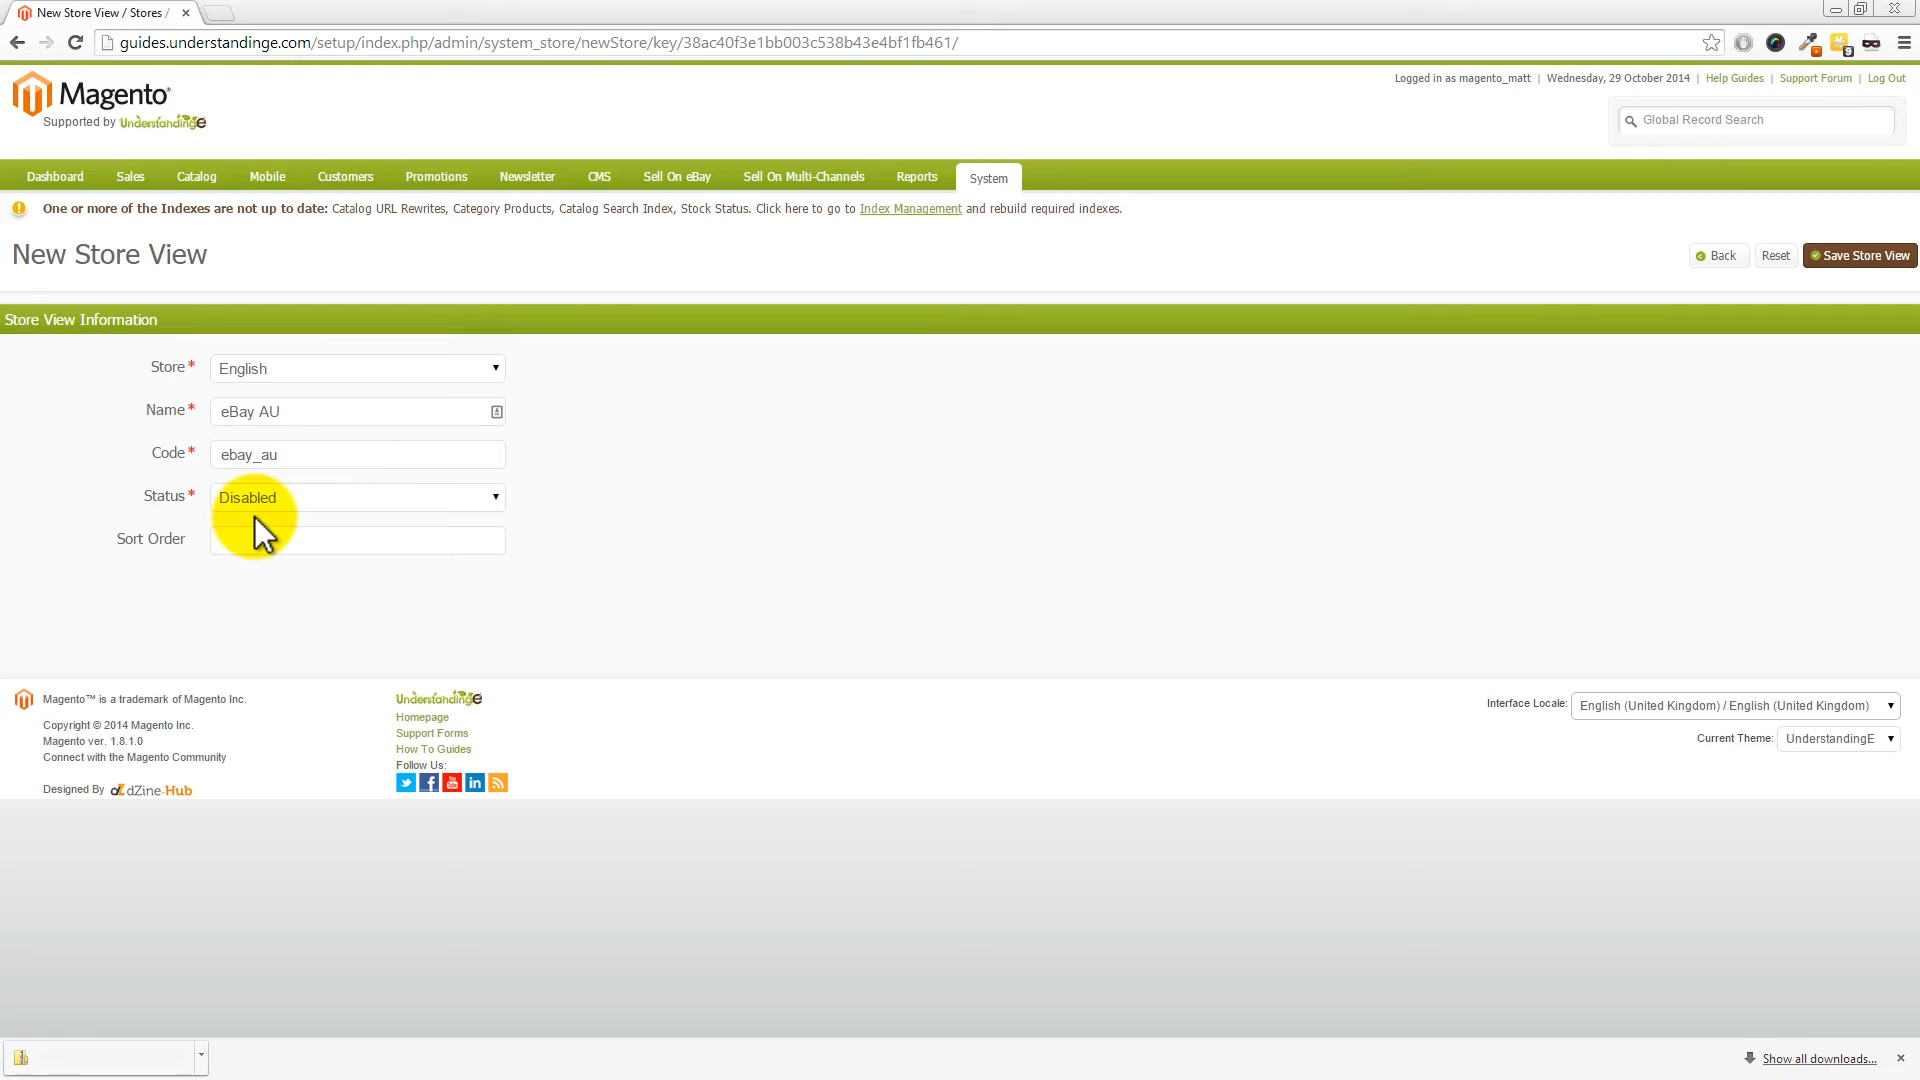 New Store View / Stores /
guides.understandinge.com/setup/index.php/admin/system_store/newStore/key/38ac40f3e1bb003c538b43e4bf1fb461/
9
Magento®
Supported by UnderstandingE
Logged in as magento_matt | Wednesday, 29 October 2014 | Help Guides | Support Forum | Log Out
Global Record Search
Dashboard Sales Catalog Mobile Customers Promotions Newsletter CMS Sell On eBay Sell On Multi-Channels Reports System
One or more of the Indexes are not up to date: Catalog URL Rewrites, Category Products, Catalog Search Index, Stock Status. Click here to go to Index Management and rebuild required indexes.
New Store View
Back Reset Save Store View
Store View Information
Store * English
Name * eBay AU
Code * ebay_au
Status * Disabled
Sort Order
Magento™ is a trademark of Magento Inc.
Copyright © 2014 Magento Inc.
Magento ver. 1.8.1.0
Connect with the Magento Community
Designed By dZine-Hub
UnderstandingE
Homepage
Support Forms
How To Guides
Follow Us:
You
Tube
in
Interface Locale: English (United Kingdom) / English (United Kingdom)
Current Theme: UnderstandingE
Show all downloads...